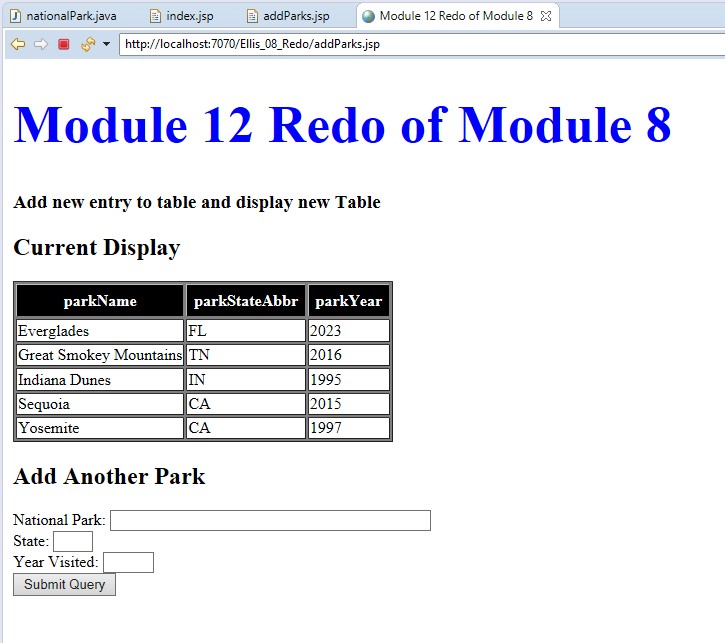 nationalPark.java index.jsp addParks.jsp Module 12 Redo of Module 8
http://localhost:7070/Ellis_08_Redo/addParks.jsp
Module 12 Redo of Module 8
Add new entry to table and display new Table
Current Display
parkName parkStateAbbr parkYear
Everglades FL 2023
Great Smokey Mountains TN 2016
Indiana Dunes IN 1995
Sequoia CA 2015
Yosemite CA 1997
Add Another Park
National Park:
State:
Year Visited:
Submit Query